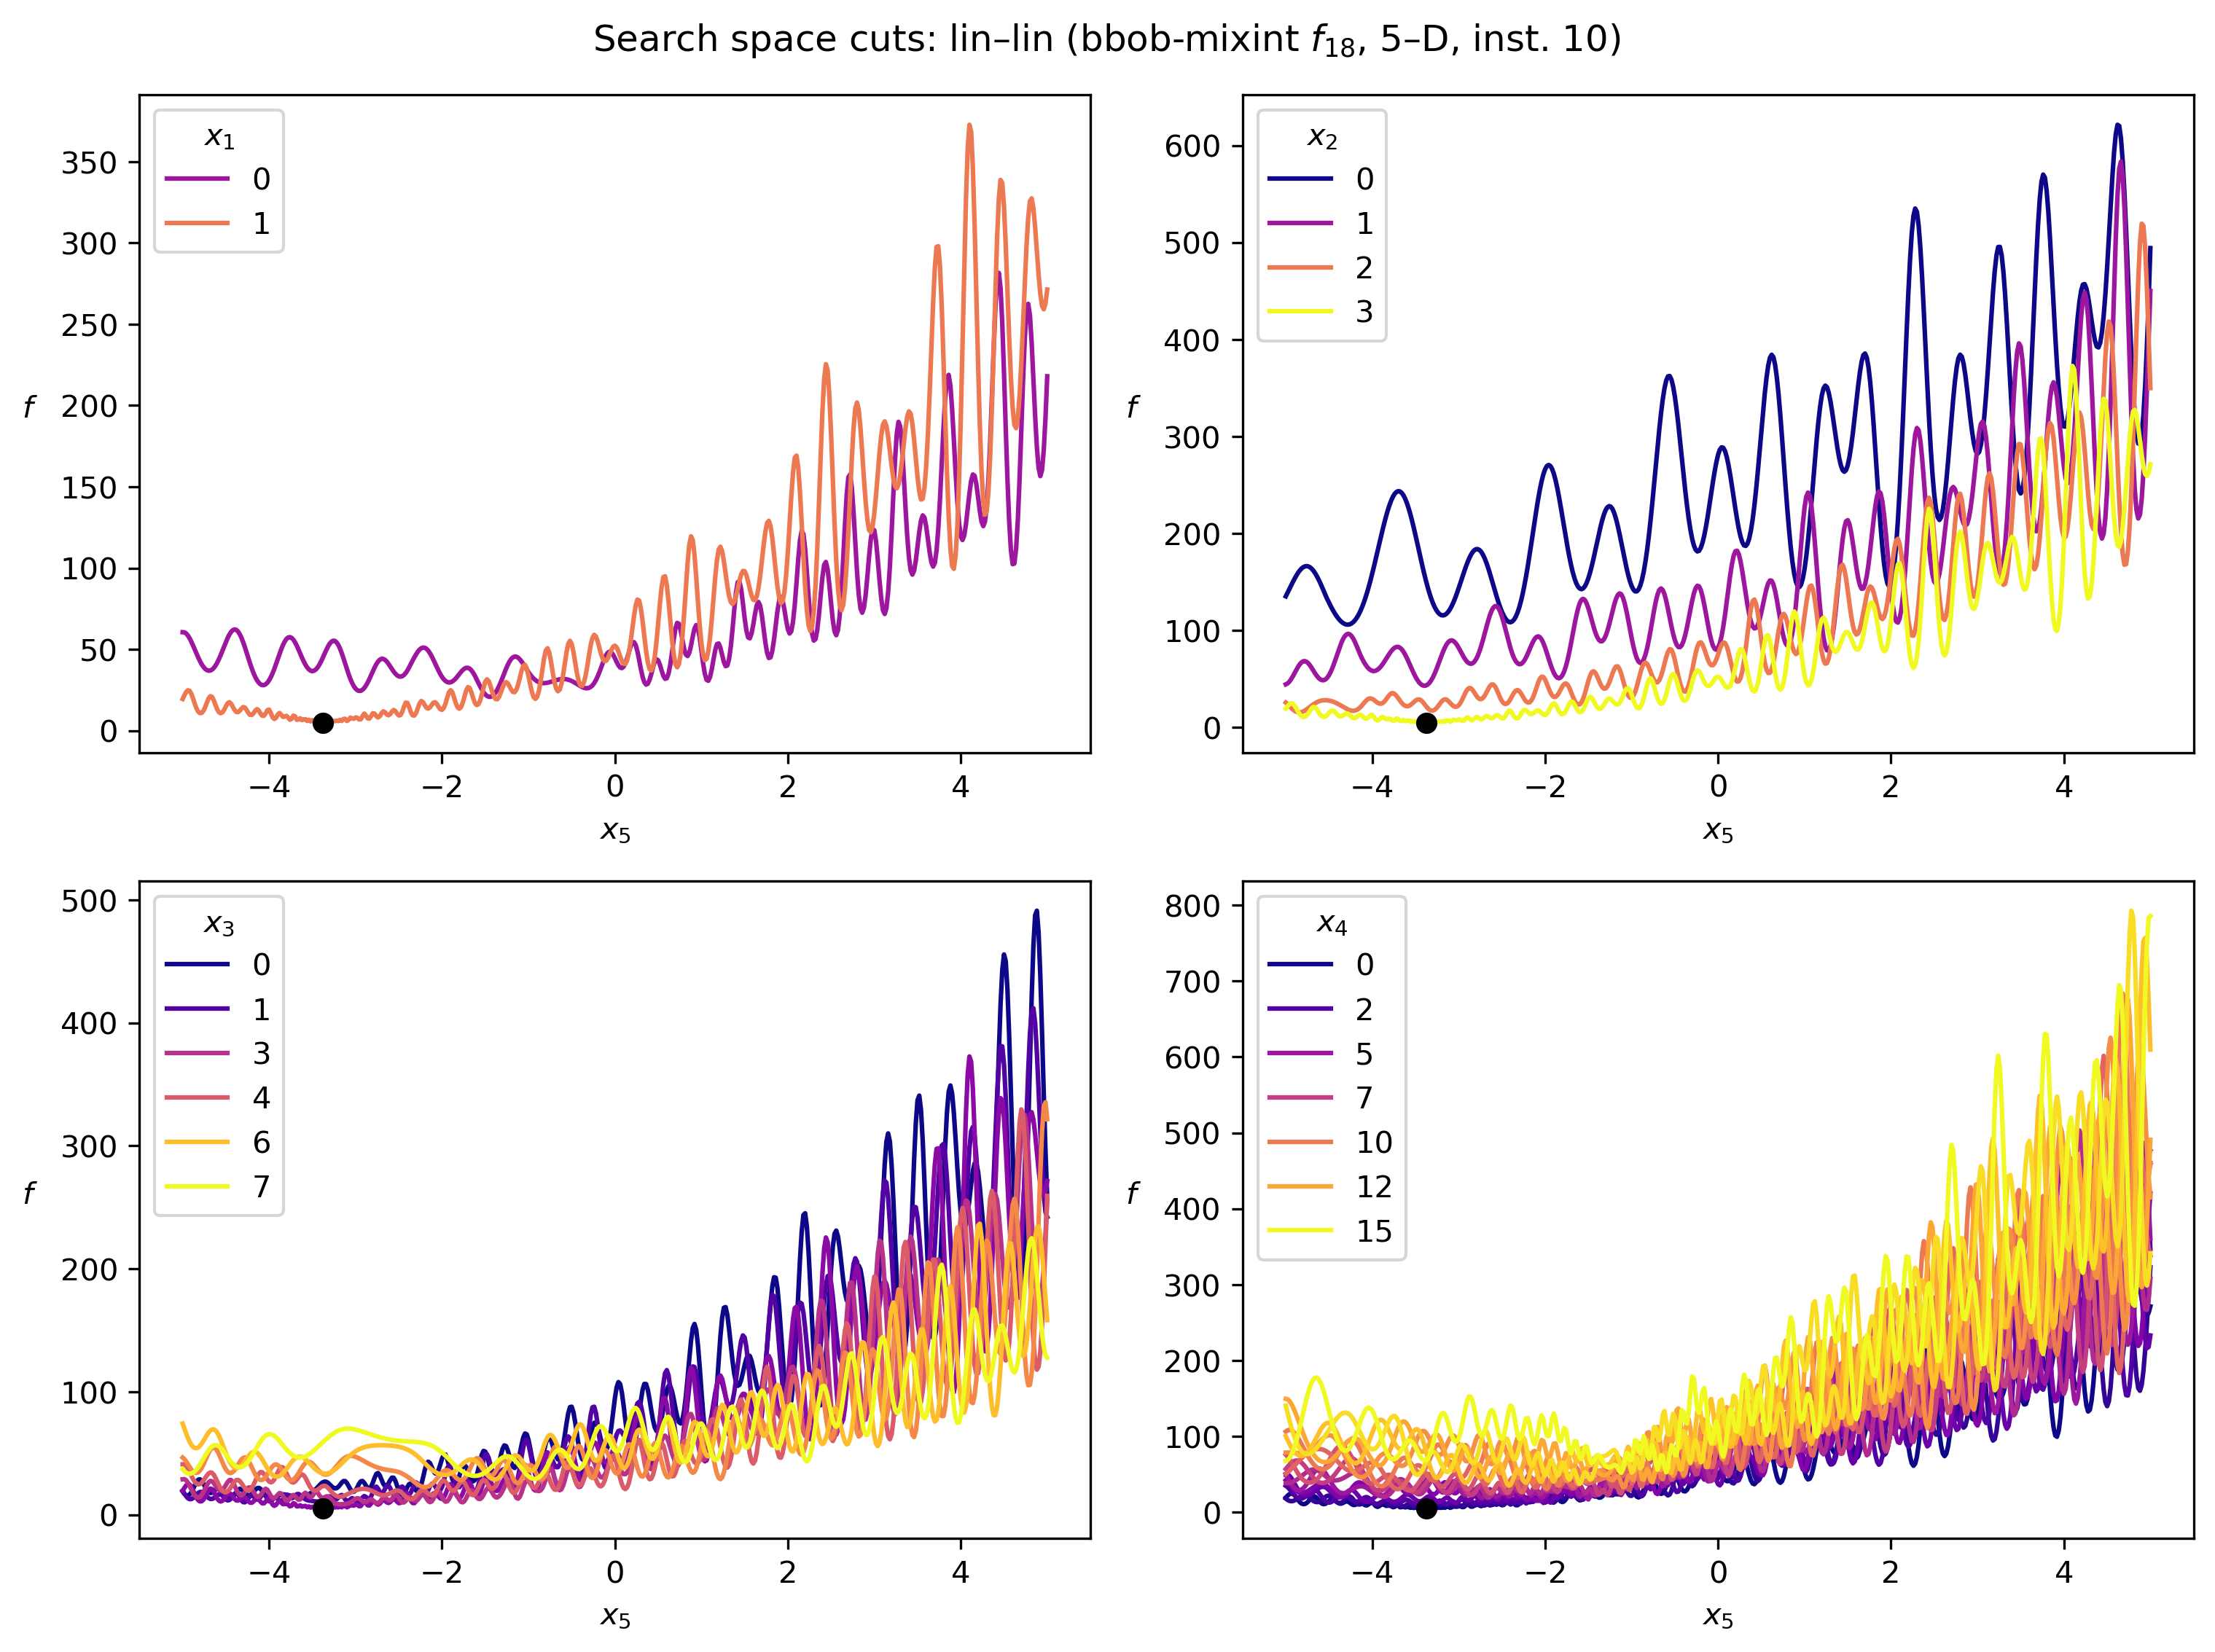 Search space cuts: lin–lin (bbob-mixint f₁₈, 5–D, inst. 10)
x₁
0
1
350
300
250
200
150
100
50
0
f
−4 −2 0 2 4
x₅
x₂
0
1
2
3
600
500
400
300
200
100
0
f
−4 −2 0 2 4
x₅
x₃
0
1
3
4
6
7
500
400
300
200
100
0
f
−4 −2 0 2 4
x₅
x₄
0
2
5
7
10
12
15
800
700
600
500
400
300
200
100
0
f
−4 −2 0 2 4
x₅